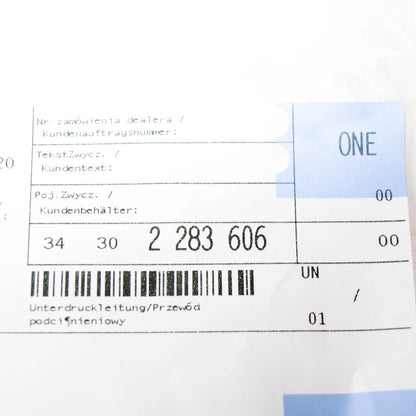 Nr zamówienia dealera /
Kundenauftragsnummer:
ONE
20
TekstZwycz. /
Kundentext:
Poj.Zwycz. /
Kundenbehälter:
00
34 30 2 283 606
00
UN
/
Unterdruckleitung/Przewód
podci¶nieniowy
01